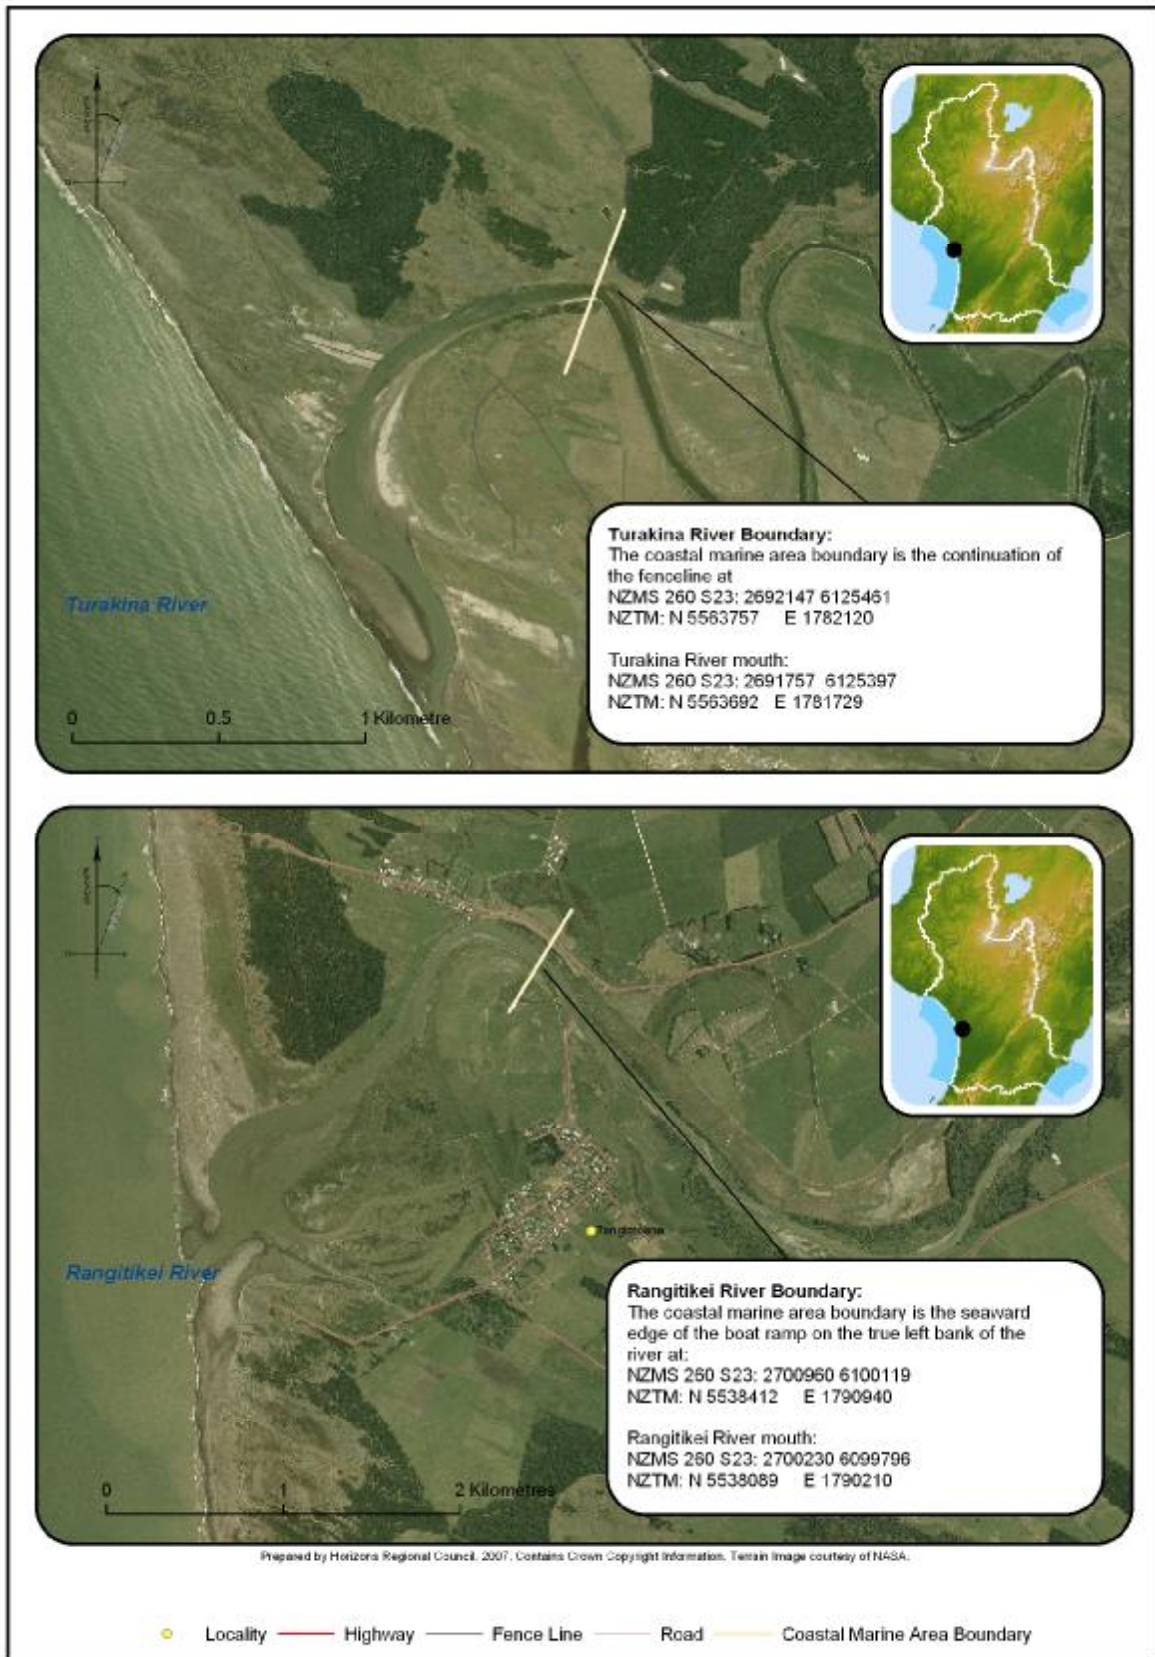 Turakina River Boundary:
The coastal marine area boundary is the continuation of
the fenceline at
NZMS 260 S23: 2692147 6125461
NZTM: N 5563757 E 1782120
Turakina River mouth:
NZMS 260 S23: 2691757 6125397
NZTM: N 5563692 E 1781729
Turakina River
0 0.5 1 Kilometre
Rangitikei River
Rangitikei River Boundary:
The coastal marine area boundary is the seaward
edge of the boat ramp on the true left bank of the
river at:
NZMS 260 S23: 2700960 6100119
NZTM: N 5538412 E 1790940
Rangitikei River mouth:
NZMS 260 S23: 2700230 6099796
NZTM: N 5538089 E 1790210
0 1 2 Kilometres
Prepared by Horizons Regional Council, 2007. Contains Crown Copyright Information. Terrain Image courtesy of NASA.
Locality Highway Fence Line Road Coastal Marine Area Boundary